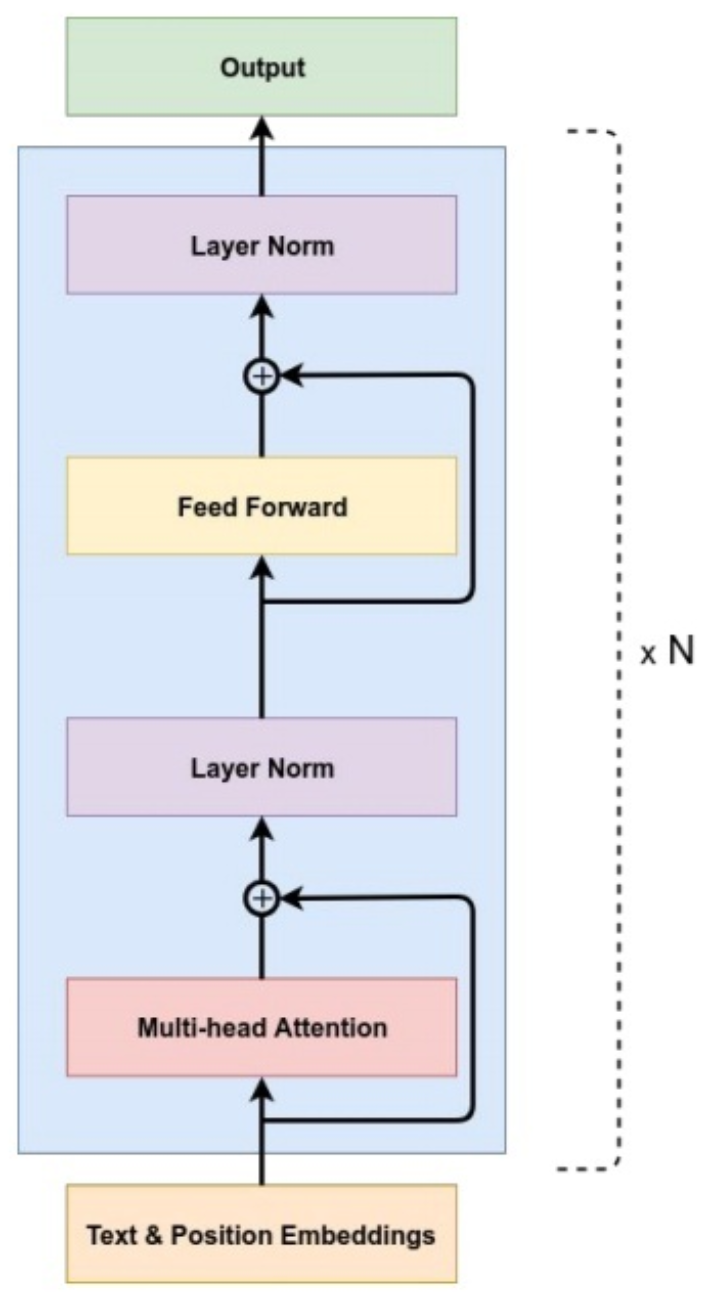 Output
Layer Norm
+
Feed Forward
x N
Layer Norm
+
Multi-head Attention
Text & Position Embeddings